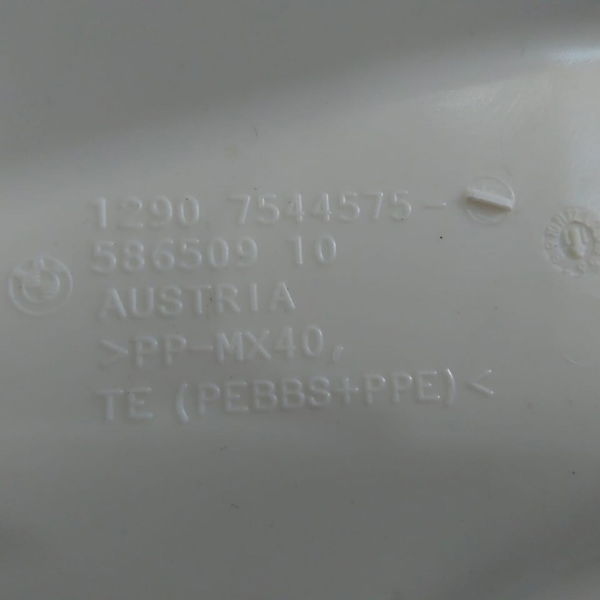 1290 7544575-
586509 10
AUSTRIA
>PP-MX40,
TE (PEBBS+PPE)<